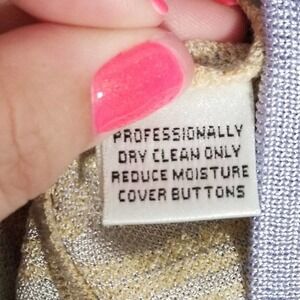 PROFESSIONALLY
DRY CLEAN ONLY
REDUCE MOISTURE
COVER BUTTONS